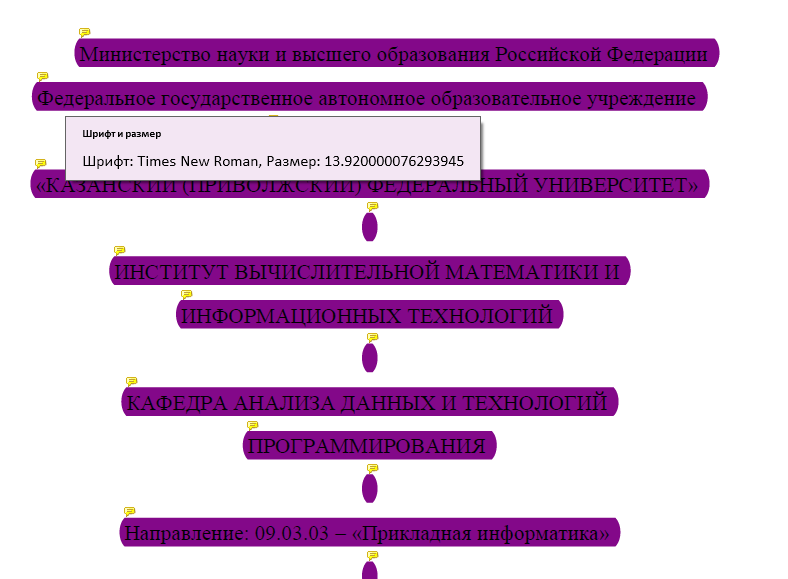 Министерство науки и высшего образования Российской Федерации
Федеральное государственное автономное образовательное учреждение
Шрифт и размер
Шрифт: Times New Roman, Размер: 13.920000076293945
«КАЗАНСКИЙ (ПРИВОЛЖСКИЙ) ФЕДЕРАЛЬНЫЙ УНИВЕРСИТЕТ»
ИНСТИТУТ ВЫЧИСЛИТЕЛЬНОЙ МАТЕМАТИКИ И
ИНФОРМАЦИОННЫХ ТЕХНОЛОГИЙ
КАФЕДРА АНАЛИЗА ДАННЫХ И ТЕХНОЛОГИЙ
ПРОГРАММИРОВАНИЯ
Направление: 09.03.03 – «Прикладная информатика»